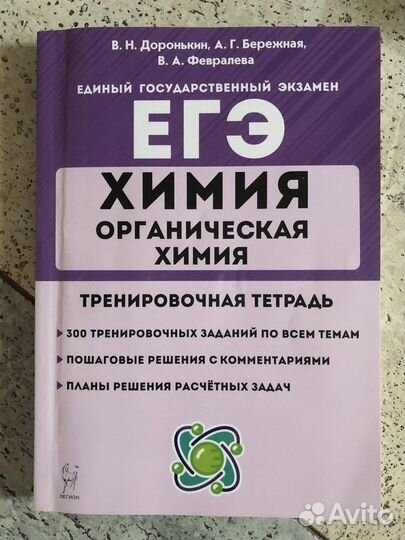 В. Н. Доронькин, А. Г. Бережная,
В. А. Февралева
ЕДИНЫЙ ГОСУДАРСТВЕННЫЙ ЭКЗАМЕН
ЕГЭ
ХИМИЯ
ОРГАНИЧЕСКАЯ
ХИМИЯ
ТРЕНИРОВОЧНАЯ ТЕТРАДЬ
300 ТРЕНИРОВОЧНЫХ ЗАДАНИЙ ПО ВСЕМ ТЕМАМ
ПОШАГОВЫЕ РЕШЕНИЯ С КОММЕНТАРИЯМИ
ПЛАНЫ РЕШЕНИЯ РАСЧЁТНЫХ ЗАДАЧ
ЛЕГИОН
Avito